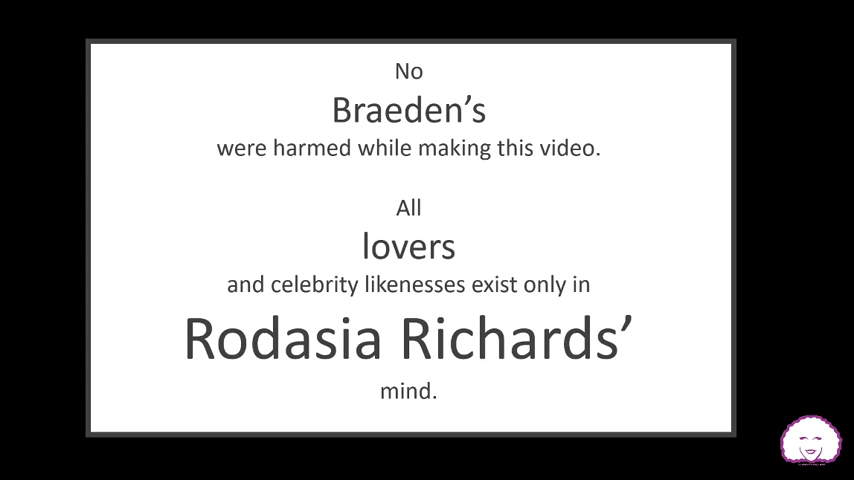 No
Braeden’s
were harmed while making this video.
All
lovers
and celebrity likenesses exist only in
Rodasia Richards’
mind.